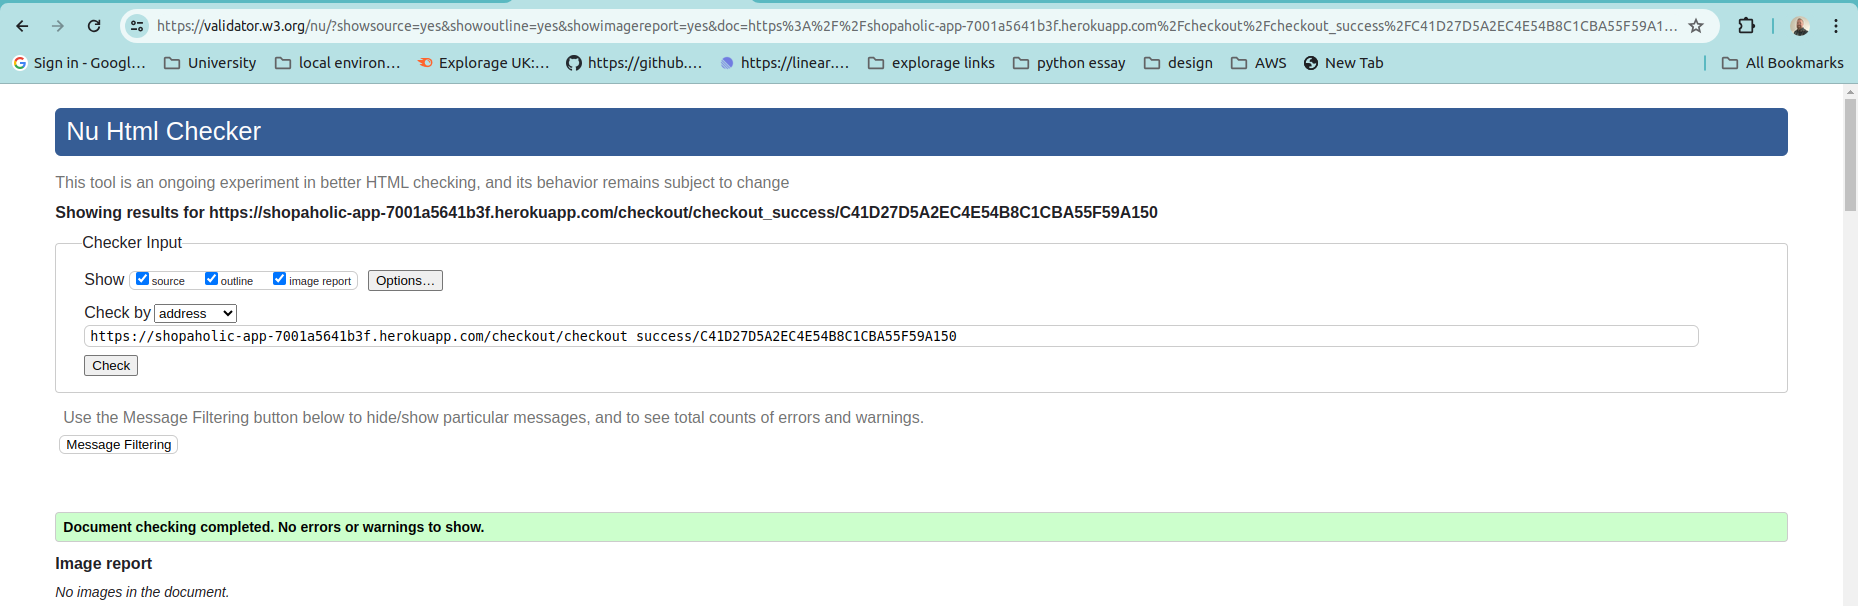 https://validator.w3.org/nu/?showsource=yes&showoutline=yes&showimagereport=yes&doc=https%3A%2F%2Fshopaholic-app-7001a5641b3f.herokuapp.com%2Fcheckout%2Fcheckout_success%2FC41D27D5A2EC4E54B8C1CBA55F59A1...
Sign in - Googl... University local environ... Explorage UK:... https://github.... https://linear.... explorage links python essay design AWS New Tab All Bookmarks
Nu Html Checker
This tool is an ongoing experiment in better HTML checking, and its behavior remains subject to change
Showing results for https://shopaholic-app-7001a5641b3f.herokuapp.com/checkout/checkout_success/C41D27D5A2EC4E54B8C1CBA55F59A150
Checker Input
Show source outline image report Options...
Check by address
https://shopaholic-app-7001a5641b3f.herokuapp.com/checkout/checkout_success/C41D27D5A2EC4E54B8C1CBA55F59A150
Check
Use the Message Filtering button below to hide/show particular messages, and to see total counts of errors and warnings.
Message Filtering
Document checking completed. No errors or warnings to show.
Image report
No images in the document.